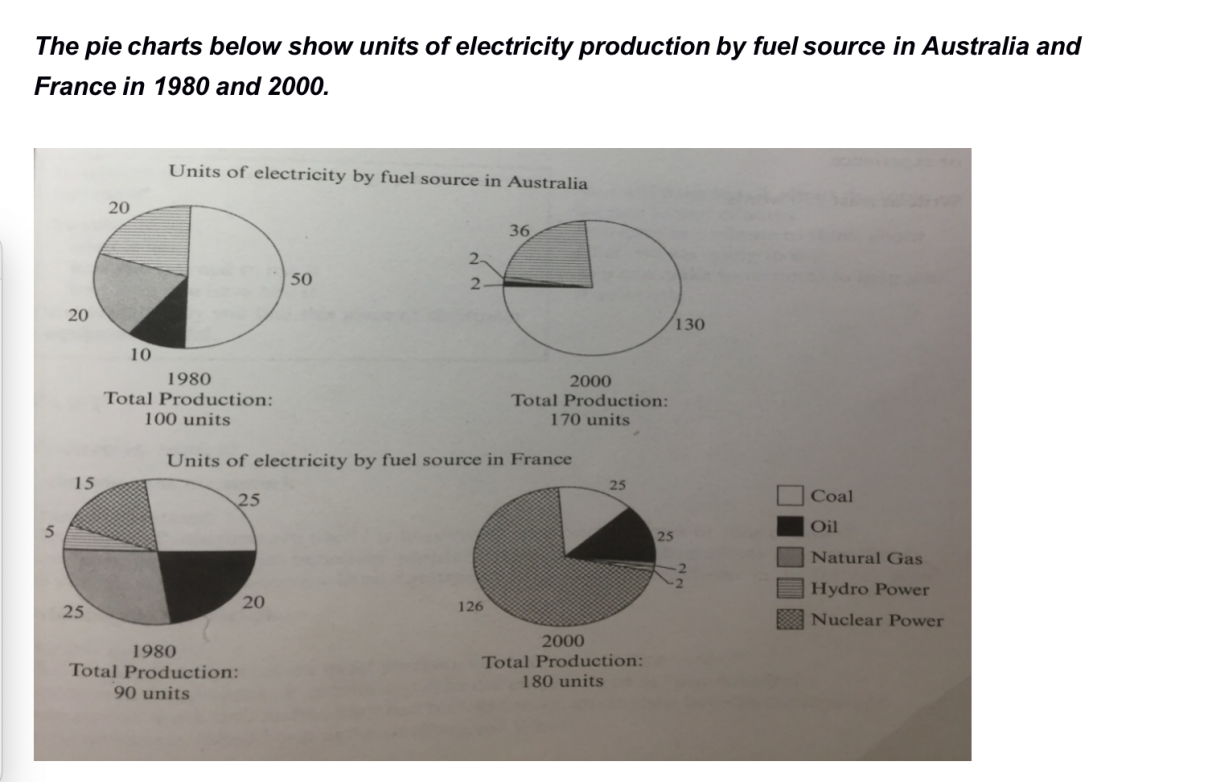 The pie charts below show units of electricity production by fuel source in Australia and
France in 1980 and 2000.
Units of electricity by fuel source in Australia
20
50
20
10
1980
Total Production:
100 units
36
2
2
130
2000
Total Production:
170 units
Units of electricity by fuel source in France
15
25
5
25
20
1980
Total Production:
90 units
25
25
2
2
126
2000
Total Production:
180 units
Coal
Oil
Natural Gas
Hydro Power
Nuclear Power